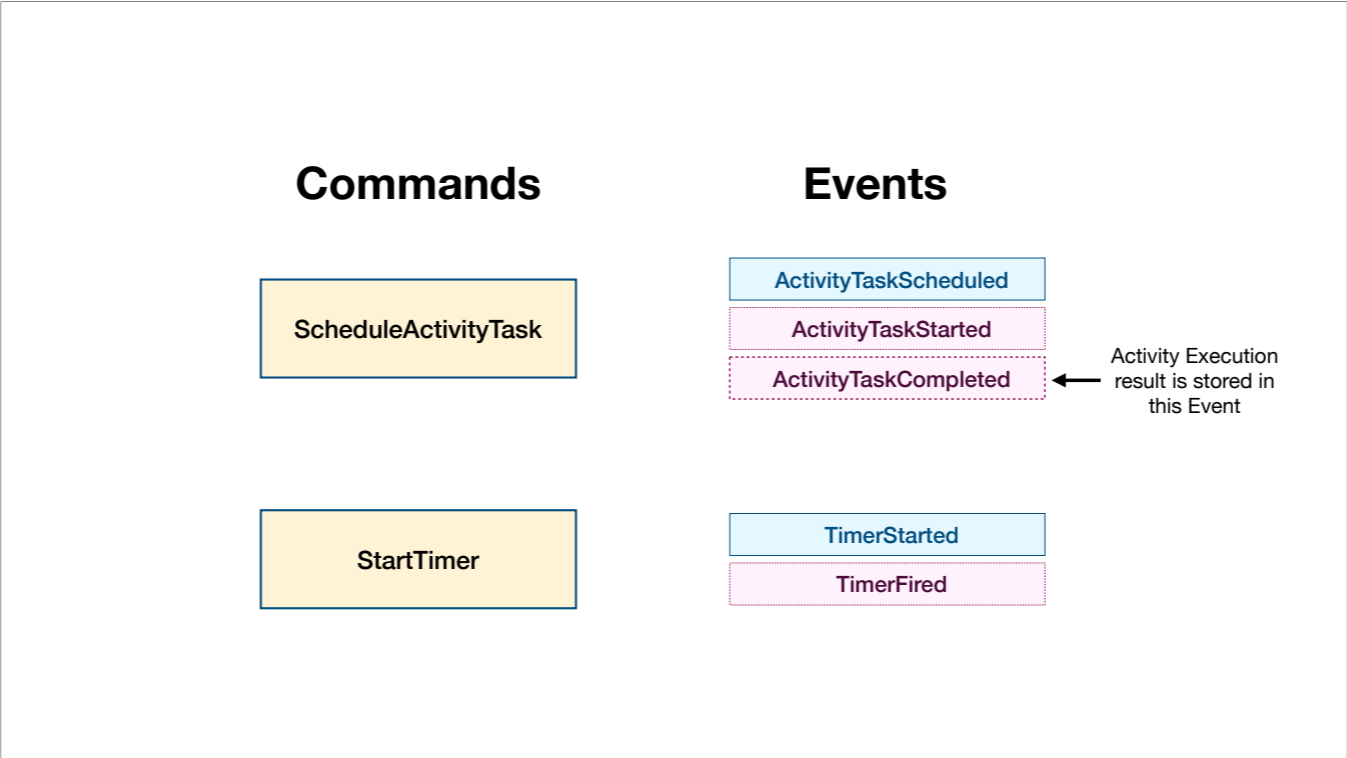 Commands
Events
ScheduleActivityTask
ActivityTaskScheduled
ActivityTaskStarted
ActivityTaskCompleted
Activity Execution
result is stored in
this Event
StartTimer
TimerStarted
TimerFired